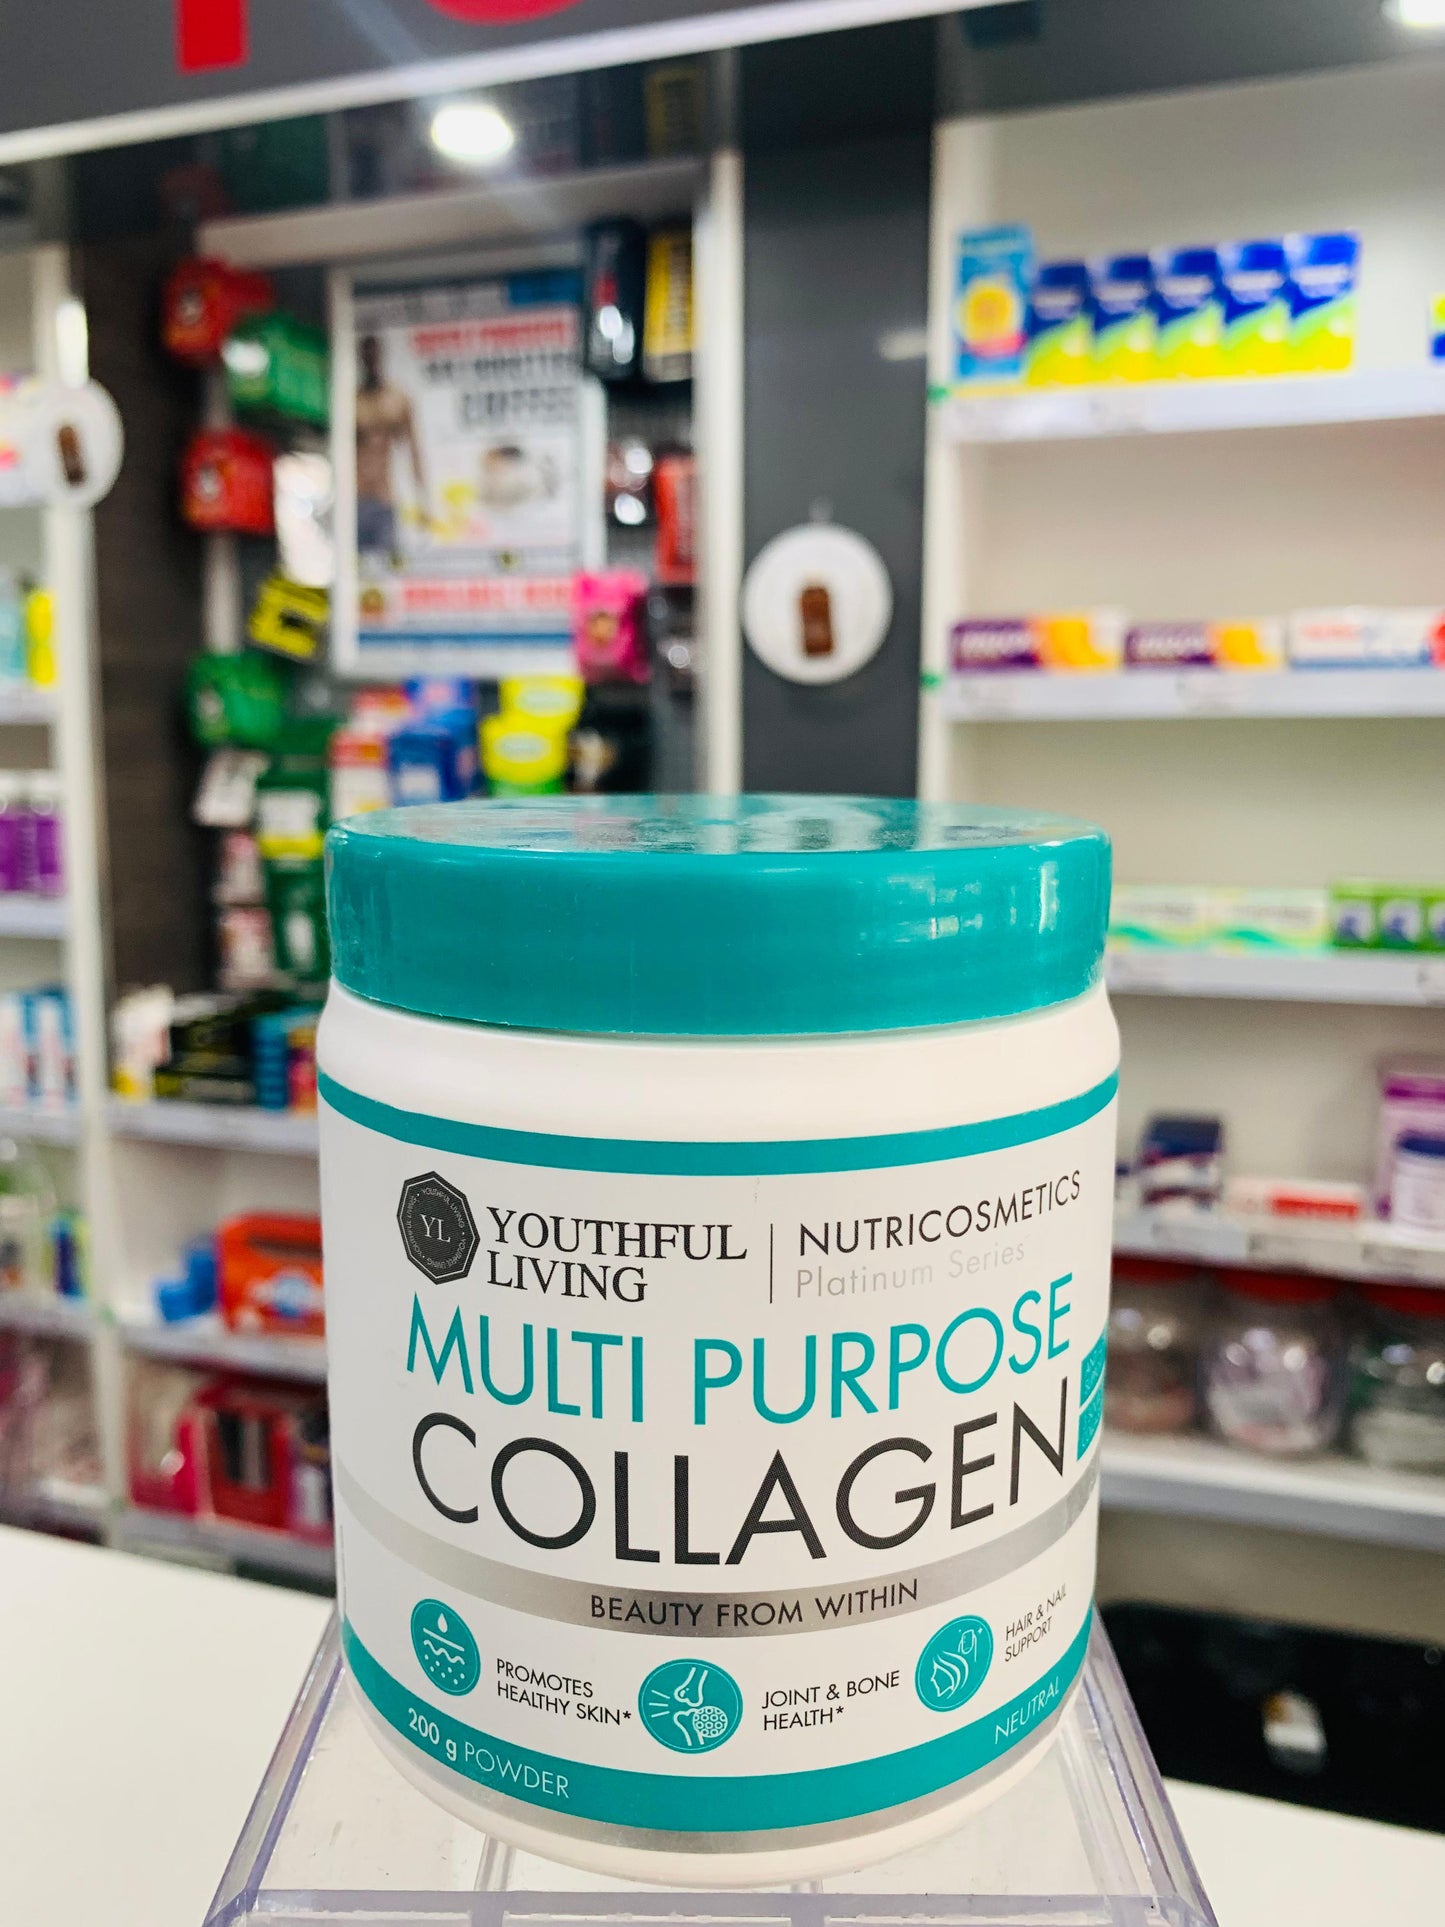 YL
YOUTHFUL
LIVING
NUTRICOSMETICS
Platinum Series
MULTI PURPOSE
COLLAGEN
BEAUTY FROM WITHIN
PROMOTES
HEALTHY SKIN*
JOINT & BONE
HEALTH*
HAIR & NAIL
SUPPORT
200 g POWDER
NEUTRAL
COFFEE